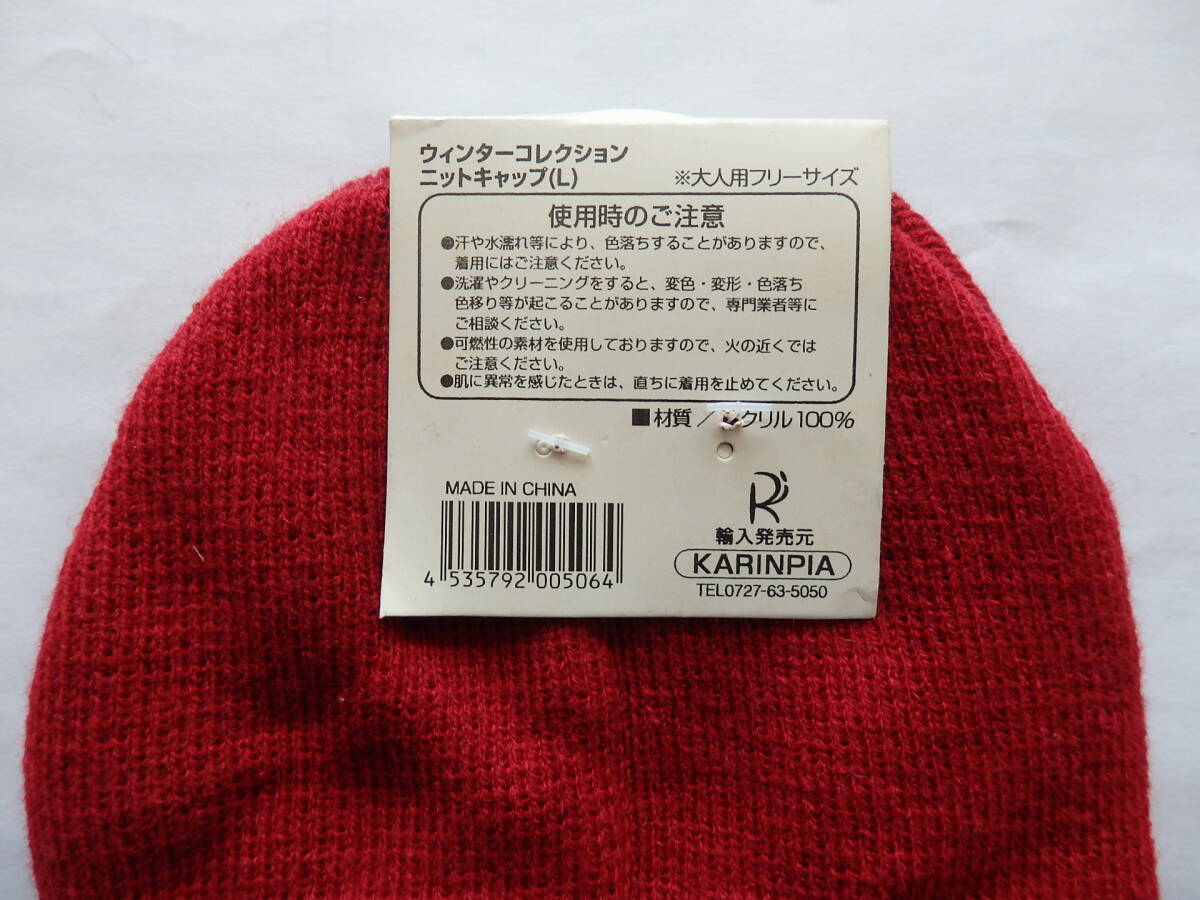 ウィンターコレクション
ニットキャップ(L) ※大人用フリーサイズ
使用時のご注意
●汗や水濡れ等により、色落ちすることがありますので、
着用にはご注意ください。
●洗濯やクリーニングをすると、変色・変形・色落ち
色移り等が起こることがありますので、専門業者等に
ご相談ください。
●可燃性の素材を使用しておりますので、火の近くでは
ご注意ください。
●肌に異常を感じたときは、直ちに着用を止めてください。
■材質／アクリル100%
MADE IN CHINA
4 535792 005064
輸入発売元
KARINPIA
TEL0727-63-5050